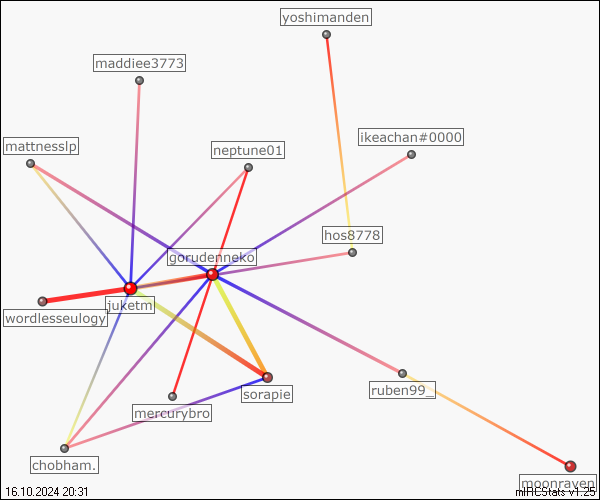 yoshimanden
maddiee3773
ikeachan#0000
mattnesslp
neptune01
hos8778
gorudenneko
juketm
wordlesseulogy
sorapie
ruben99_
mercurybro
chobham.
moonraven
16.10.2024 20:31
mIRCStats v1.25